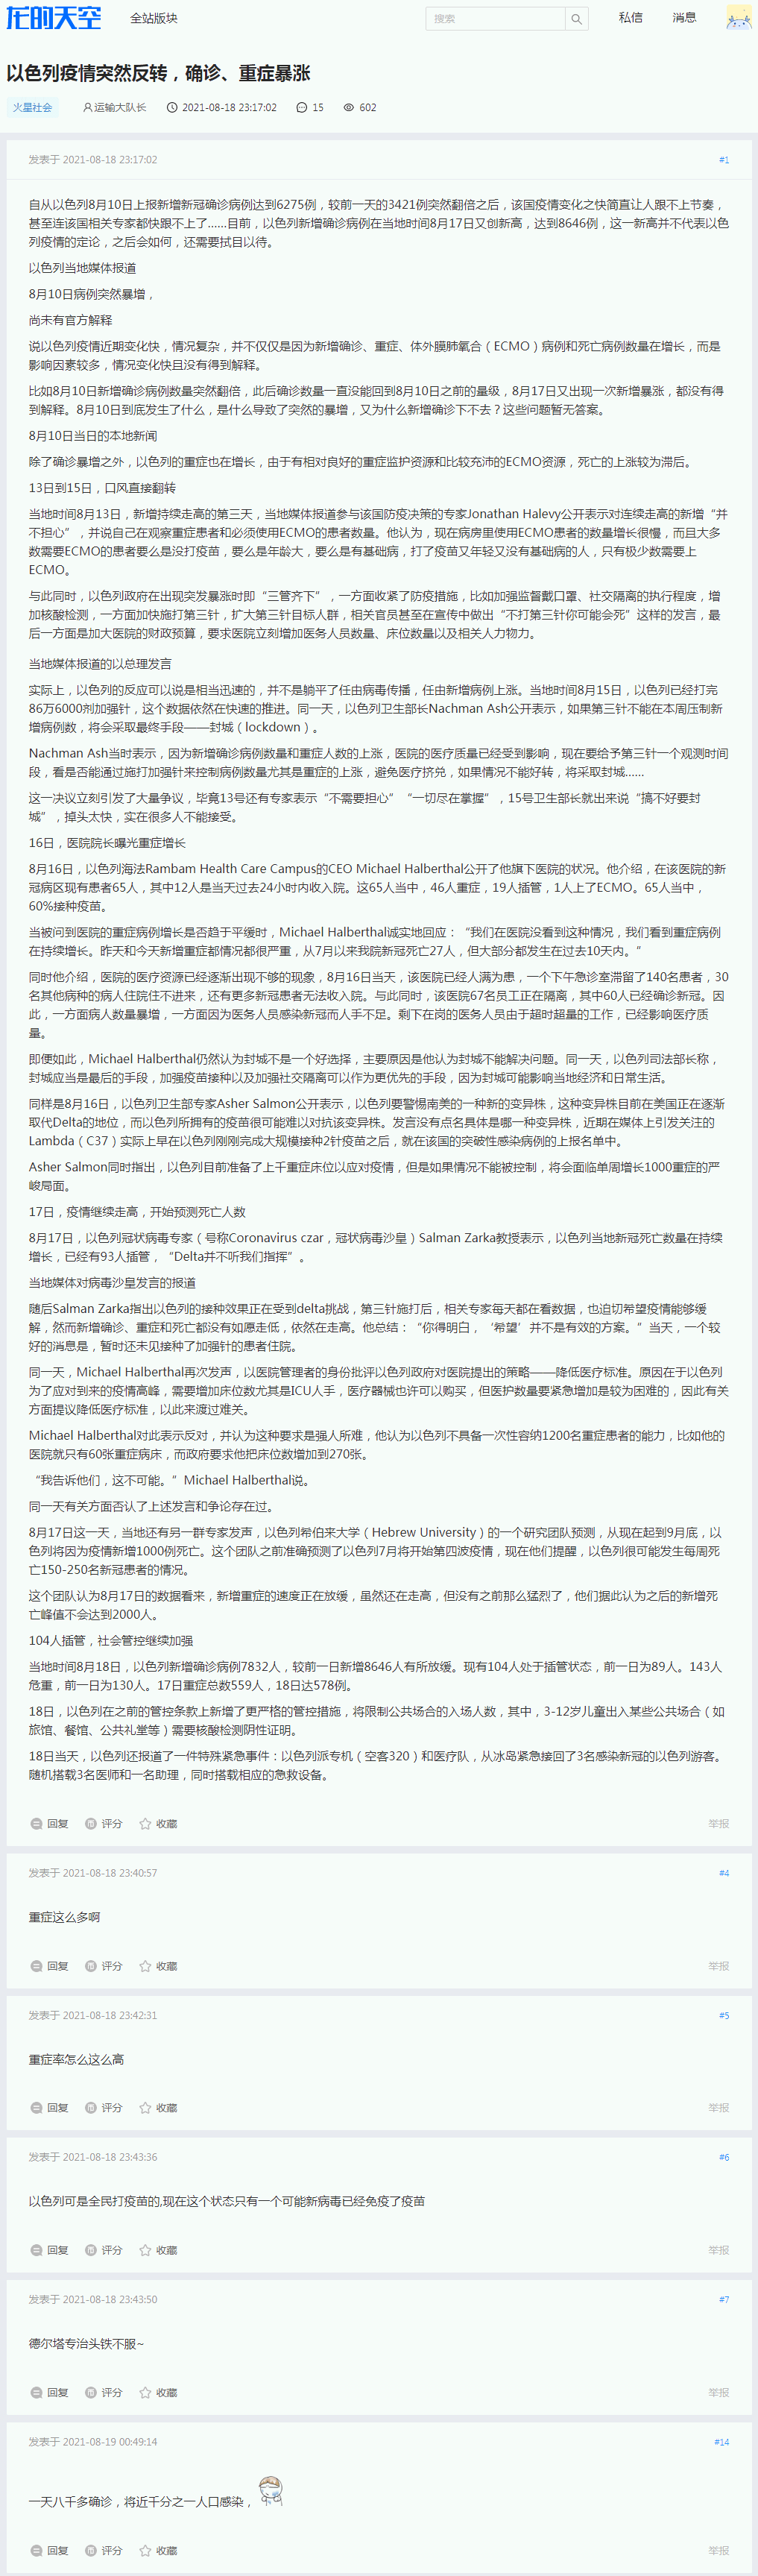 龙的天空 全站版块 搜索 私信 消息
以色列疫情突然反转，确诊、重症暴涨
火星社会 运输大队长 2021-08-18 23:17:02 15 602
发表于 2021-08-18 23:17:02 #1
自从以色列8月10日上报新增新冠确诊病例达到6275例，较前一天的3421例突然翻倍之后，该国疫情变化之快简直让人跟不上节奏，
甚至连该国相关专家都快跟不上了……目前，以色列新增确诊病例在当地时间8月17日又创新高，达到8646例，这一新高并不代表以色
列疫情的定论，之后会如何，还需要拭目以待。
以色列当地媒体报道
8月10日病例突然暴增，
尚未有官方解释
说以色列疫情近期变化快，情况复杂，并不仅仅是因为新增确诊、重症、体外膜肺氧合（ECMO）病例和死亡病例数量在增长，而是
影响因素较多，情况变化快且没有得到解释。
比如8月10日新增确诊病例数量突然翻倍，此后确诊数量一直没能回到8月10日之前的量级，8月17日又出现一次新增暴涨，都没有得
到解释。8月10日到底发生了什么，是什么导致了突然的暴增，又为什么新增确诊下不去？这些问题暂无答案。
8月10日当日的本地新闻
除了确诊暴增之外，以色列的重症也在增长，由于有相对良好的重症监护资源和比较充沛的ECMO资源，死亡的上涨较为滞后。
13日到15日，口风直接翻转
当地时间8月13日，新增持续走高的第三天，当地媒体报道参与该国防疫决策的专家Jonathan Halevy公开表示对连续走高的新增“并
不担心”，并说自己在观察重症患者和必须使用ECMO的患者数量。他认为，现在病房里使用ECMO患者的数量增长很慢，而且大多
数需要ECMO的患者要么是没打疫苗，要么是年龄大，要么是有基础病，打了疫苗又年轻又没有基础病的人，只有极少数需要上
ECMO。
与此同时，以色列政府在出现突发暴涨时即“三管齐下”，一方面收紧了防疫措施，比如加强监督戴口罩、社交隔离的执行程度，增
加核酸检测，一方面加快施打第三针，扩大第三针目标人群，相关官员甚至在宣传中做出“不打第三针你可能会死”这样的发言，最
后一方面是加大医院的财政预算，要求医院立刻增加医务人员数量、床位数量以及相关人力物力。
当地媒体报道的以总理发言
实际上，以色列的反应可以说是相当迅速的，并不是躺平了任由病毒传播，任由新增病例上涨。当地时间8月15日，以色列已经打完
86万6000剂加强针，这个数据依然在快速的推进。同一天，以色列卫生部长Nachman Ash公开表示，如果第三针不能在本周压制新
增病例数，将会采取最终手段——封城（lockdown）。
Nachman Ash当时表示，因为新增确诊病例数量和重症人数的上涨，医院的医疗质量已经受到影响，现在要给予第三针一个观测时间
段，看是否能通过施打加强针来控制病例数量尤其是重症的上涨，避免医疗挤兑，如果情况不能好转，将采取封城……
这一决议立刻引发了大量争议，毕竟13号还有专家表示“不需要担心”“一切尽在掌握”，15号卫生部长就出来说“搞不好要封
城”，掉头太快，实在很多人不能接受。
16日，医院院长曝光重症增长
8月16日，以色列海法Rambam Health Care Campus的CEO Michael Halberthal公开了他旗下医院的状况。他介绍，在该医院的新
冠病区现有患者65人，其中12人是当天过去24小时内收入院。这65人当中，46人重症，19人插管，1人上了ECMO。65人当中，
60%接种疫苗。
当被问到医院的重症病例增长是否趋于平缓时，Michael Halberthal诚实地回应：“我们在医院没看到这种情况，我们看到重症病例
在持续增长。昨天和今天新增重症都情况都很严重，从7月以来我院新冠死亡27人，但大部分都发生在过去10天内。“
同时他介绍，医院的医疗资源已经逐渐出现不够的现象，8月16日当天，该医院已经人满为患，一个下午急诊室滞留了140名患者，30
名其他病种的病人住院住不进来，还有更多新冠患者无法收入院。与此同时，该医院67名员工正在隔离，其中60人已经确诊新冠。因
此，一方面病人数量暴增，一方面因为医务人员感染新冠而人手不足。剩下在岗的医务人员由于超时超量的工作，已经影响医疗质
量。
即便如此，Michael Halberthal仍然认为封城不是一个好选择，主要原因是他认为封城不能解决问题。同一天，以色列司法部长称，
封城应当是最后的手段，加强疫苗接种以及加强社交隔离可以作为更优先的手段，因为封城可能影响当地经济和日常生活。
同样是8月16日，以色列卫生部专家Asher Salmon公开表示，以色列要警惕南美的一种新的变异株，这种变异株目前在美国正在逐渐
取代Delta的地位，而以色列所拥有的疫苗很可能难以对抗该变异株。发言没有点名具体是哪一种变异株，近期在媒体上引发关注的
Lambda（C37）实际上早在以色列刚刚完成大规模接种2针疫苗之后，就在该国的突破性感染病例的上报名单中。
Asher Salmon同时指出，以色列目前准备了上千重症床位以应对疫情，但是如果情况不能被控制，将会面临单周增长1000重症的严
峻局面。
17日，疫情继续走高，开始预测死亡人数
8月17日，以色列冠状病毒专家（号称Coronavirus czar，冠状病毒沙皇）Salman Zarka教授表示，以色列当地新冠死亡数量在持续
增长，已经有93人插管，“Delta并不听我们指挥”。
当地媒体对病毒沙皇发言的报道
随后Salman Zarka指出以色列的接种效果正在受到delta挑战，第三针施打后，相关专家每天都在看数据，也迫切希望疫情能够缓
解，然而新增确诊、重症和死亡都没有如愿走低，依然在走高。他总结：“你得明白，‘希望’并不是有效的方案。”当天，一个较
好的消息是，暂时还未见接种了加强针的患者住院。
同一天，Michael Halberthal再次发声，以医院管理者的身份批评以色列政府对医院提出的策略——降低医疗标准。原因在于以色列
为了应对到来的疫情高峰，需要增加床位数尤其是ICU人手，医疗器械也许可以购买，但医护数量要紧急增加是较为困难的，因此有关
方面提议降低医疗标准，以此来渡过难关。
Michael Halberthal对此表示反对，并认为这种要求是强人所难，他认为以色列不具备一次性容纳1200名重症患者的能力，比如他的
医院就只有60张重症病床，而政府要求他把床位数增加到270张。
“我告诉他们，这不可能。”Michael Halberthal说。
同一天有关方面否认了上述发言和争论存在过。
8月17日这一天，当地还有另一群专家发声，以色列希伯来大学（Hebrew University）的一个研究团队预测，从现在起到9月底，以
色列将因为疫情新增1000例死亡。这个团队之前准确预测了以色列7月将开始第四波疫情，现在他们提醒，以色列很可能发生每周死
亡150-250名新冠患者的情况。
这个团队认为8月17日的数据看来，新增重症的速度正在放缓，虽然还在走高，但没有之前那么猛烈了，他们据此认为之后的新增死
亡峰值不会达到2000人。
104人插管，社会管控继续加强
当地时间8月18日，以色列新增确诊病例7832人，较前一日新增8646人有所放缓。现有104人处于插管状态，前一日为89人。143人
危重，前一日为130人。17日重症总数559人，18日达578例。
18日，以色列在之前的管控条款上新增了更严格的管控措施，将限制公共场合的入场人数，其中，3-12岁儿童出入某些公共场合（如
旅馆、餐馆、公共礼堂等）需要核酸检测阴性证明。
18日当天，以色列还报道了一件特殊紧急事件：以色列派专机（空客320）和医疗队，从冰岛紧急接回了3名感染新冠的以色列游客。
随机搭载3名医师和一名助理，同时搭载相应的急救设备。
回复 评分 收藏 举报
发表于 2021-08-18 23:40:57 #4
重症这么多啊
回复 评分 收藏 举报
发表于 2021-08-18 23:42:31 #5
重症率怎么这么高
回复 评分 收藏 举报
发表于 2021-08-18 23:43:36 #6
以色列可是全民打疫苗的,现在这个状态只有一个可能新病毒已经免疫了疫苗
回复 评分 收藏 举报
发表于 2021-08-18 23:43:50 #7
德尔塔专治头铁不服~
回复 评分 收藏 举报
发表于 2021-08-19 00:49:14 #14
一天八千多确诊，将近千分之一人口感染，
回复 评分 收藏 举报